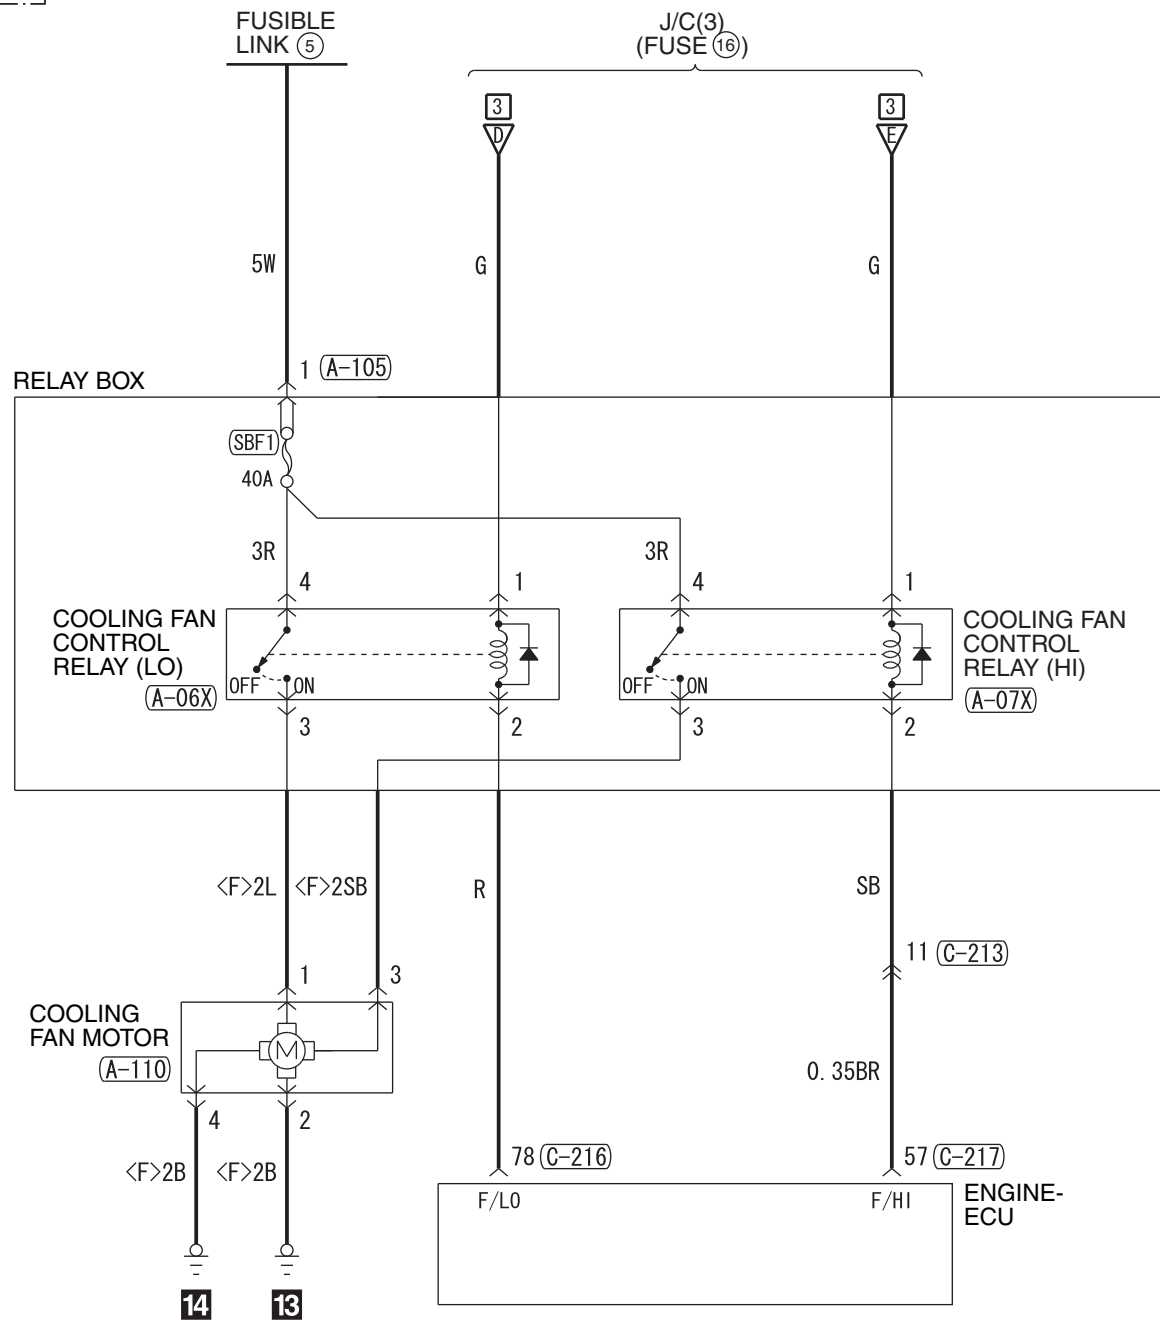 FUSIBLE
LINK 5
J/C(3)
(FUSE 16)
3
3
D
E
5W
G
G
1 A-105
RELAY BOX
SBF1
40A
3R
3R
4
1
4
1
COOLING FAN
CONTROL
RELAY (LO)
A-06X
OFF
ON
OFF
ON
COOLING FAN
CONTROL
RELAY (HI)
A-07X
3
2
3
2
<F>2L
<F>2SB
R
SB
11 C-213
1
3
COOLING
FAN MOTOR
A-110
M
0.35BR
4
2
<F>2B
<F>2B
78 C-216
57 C-217
F/LO
F/HI
ENGINE-
ECU
14
13